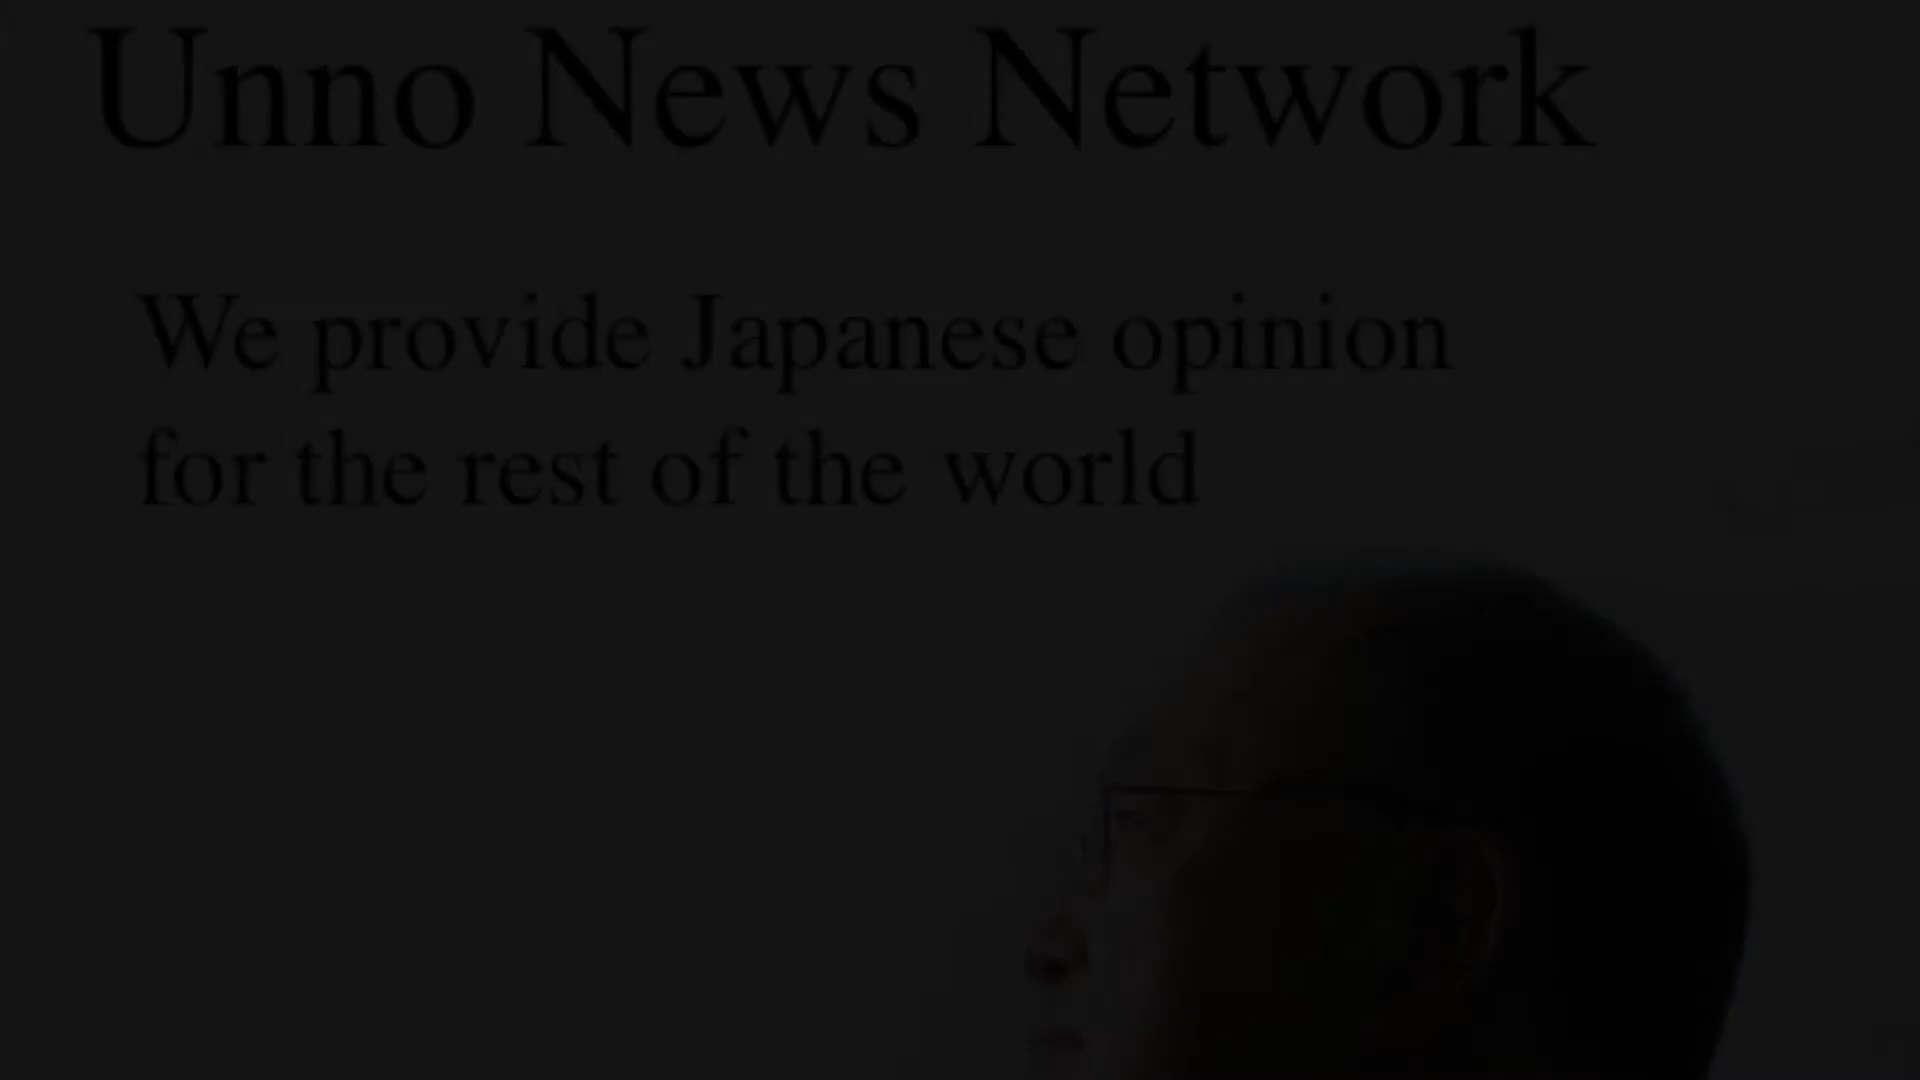 Unno News Network
We provide Japanese opinion
for the rest of the world